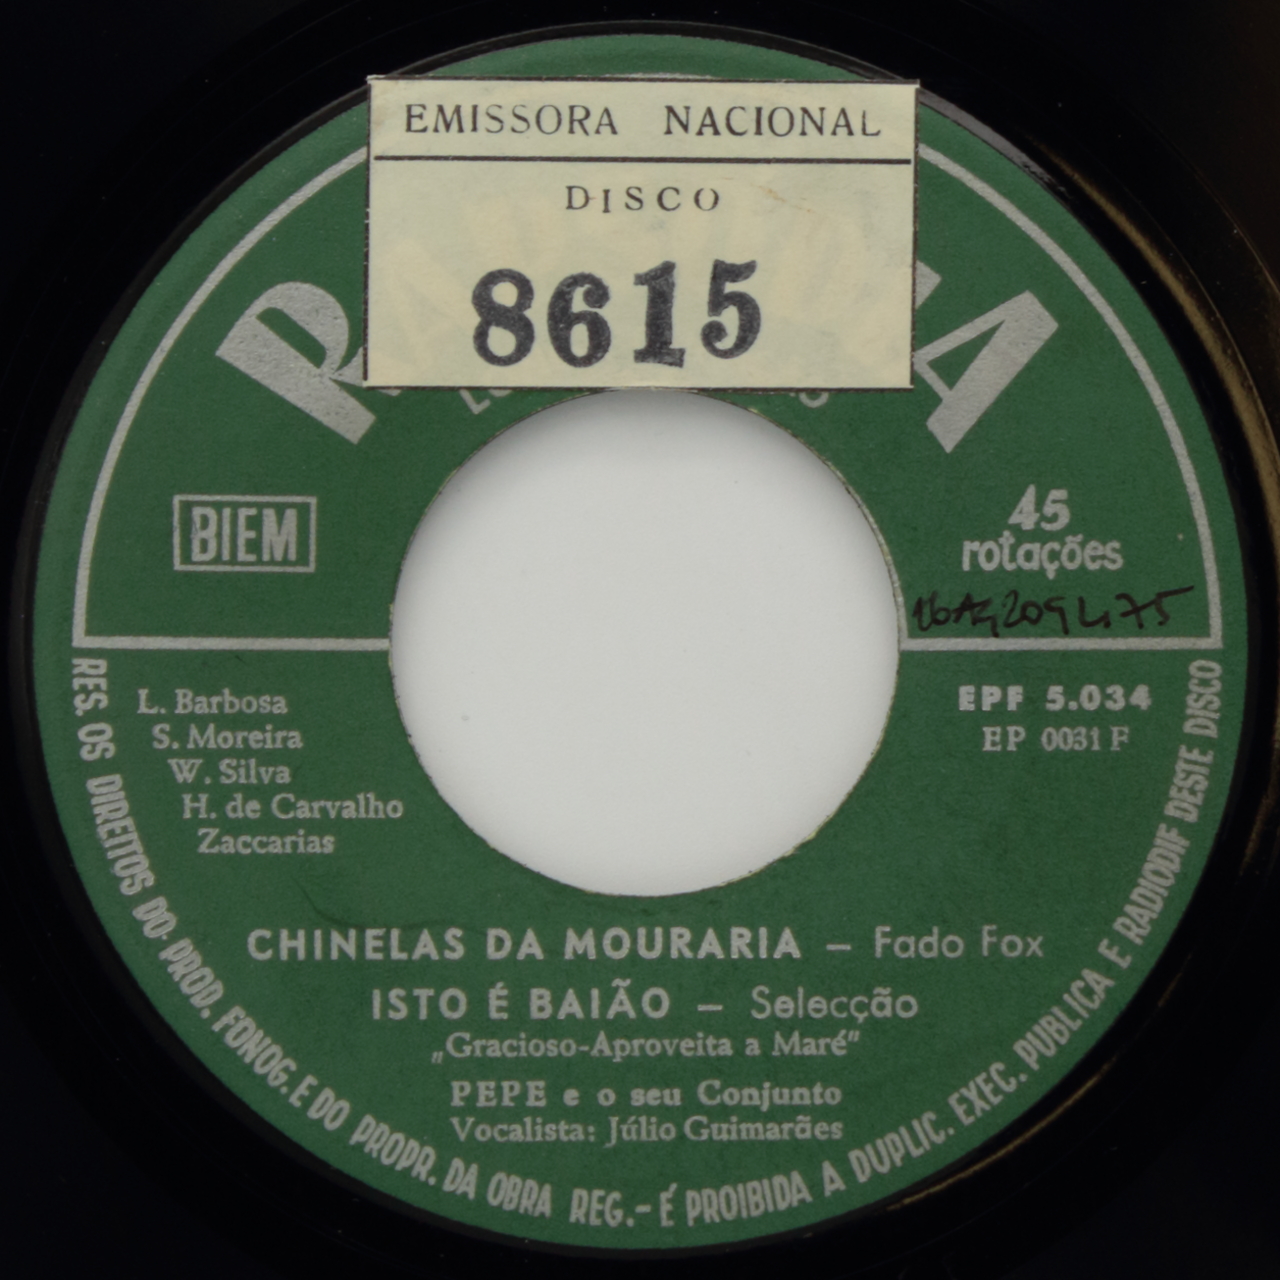 EMISSORA NACIONAL
DISCO
8615
BIEM
45
rotações
L. Barbosa
S. Moreira
W. Silva
H. de Carvalho
Zaccarias
EPF 5.034
EP 0031 F
CHINELAS DA MOURARIA – Fado Fox
ISTO É BAIÃO – Selecção
„Gracioso-Aproveita a Maré"
PEPE e o seu Conjunto
Vocalista: Júlio Guimarães
RES. OS DIREITOS DO PROD. FONOG. E DO PROPR. DA OBRA REG.- É PROIBIDA A DUPLIC. EXEC. PUBLICA E RADIODIF DESTE DISCO